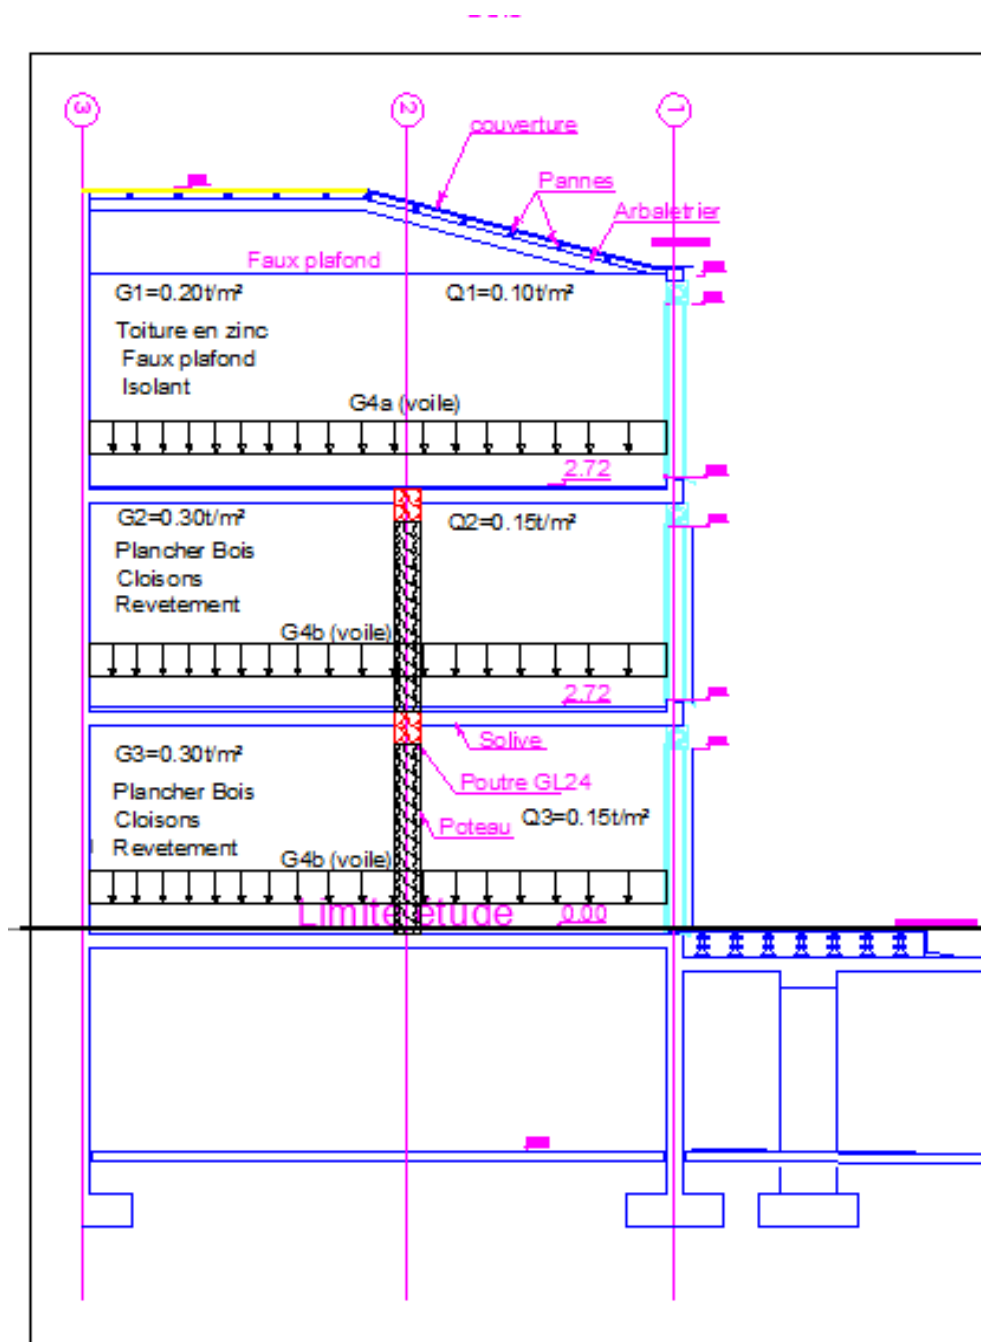 3
2
1
couverture
Pannes
Arbaletrier
Faux plafond
G1=0.20t/m²
Q1=0.10t/m²
Toiture en zinc
Faux plafond
Isolant
G4a (voile)
2.72
G2=0.30t/m²
Q2=0.15t/m²
Plancher Bois
Cloisons
Revetement
G4b (voile)
2.72
Solive
G3=0.30t/m²
Poutre GL24
Plancher Bois
Q3=0.15t/m²
Cloisons
Poteau
Revetement
G4b (voile)
Limite étude
0.00